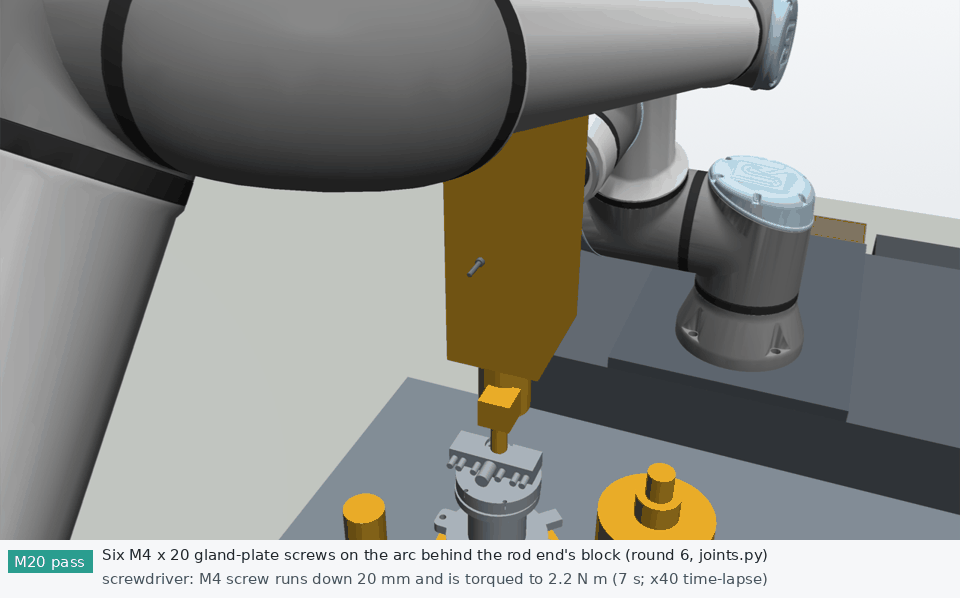 M20 pass
Six M4 x 20 gland-plate screws on the arc behind the rod end's block (round 6, joints.py)
screwdriver: M4 screw runs down 20 mm and is torqued to 2.2 N m (7 s; x40 time-lapse)